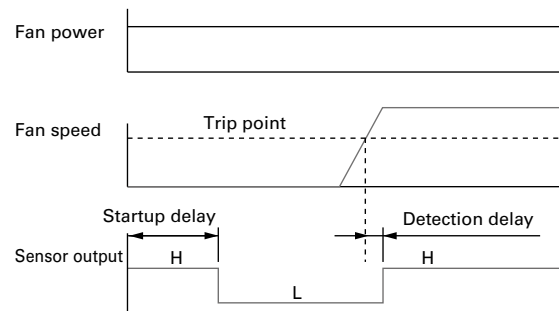 Fan power
Fan speed
Trip point
Startup delay
Detection delay
Sensor output
H
H
L